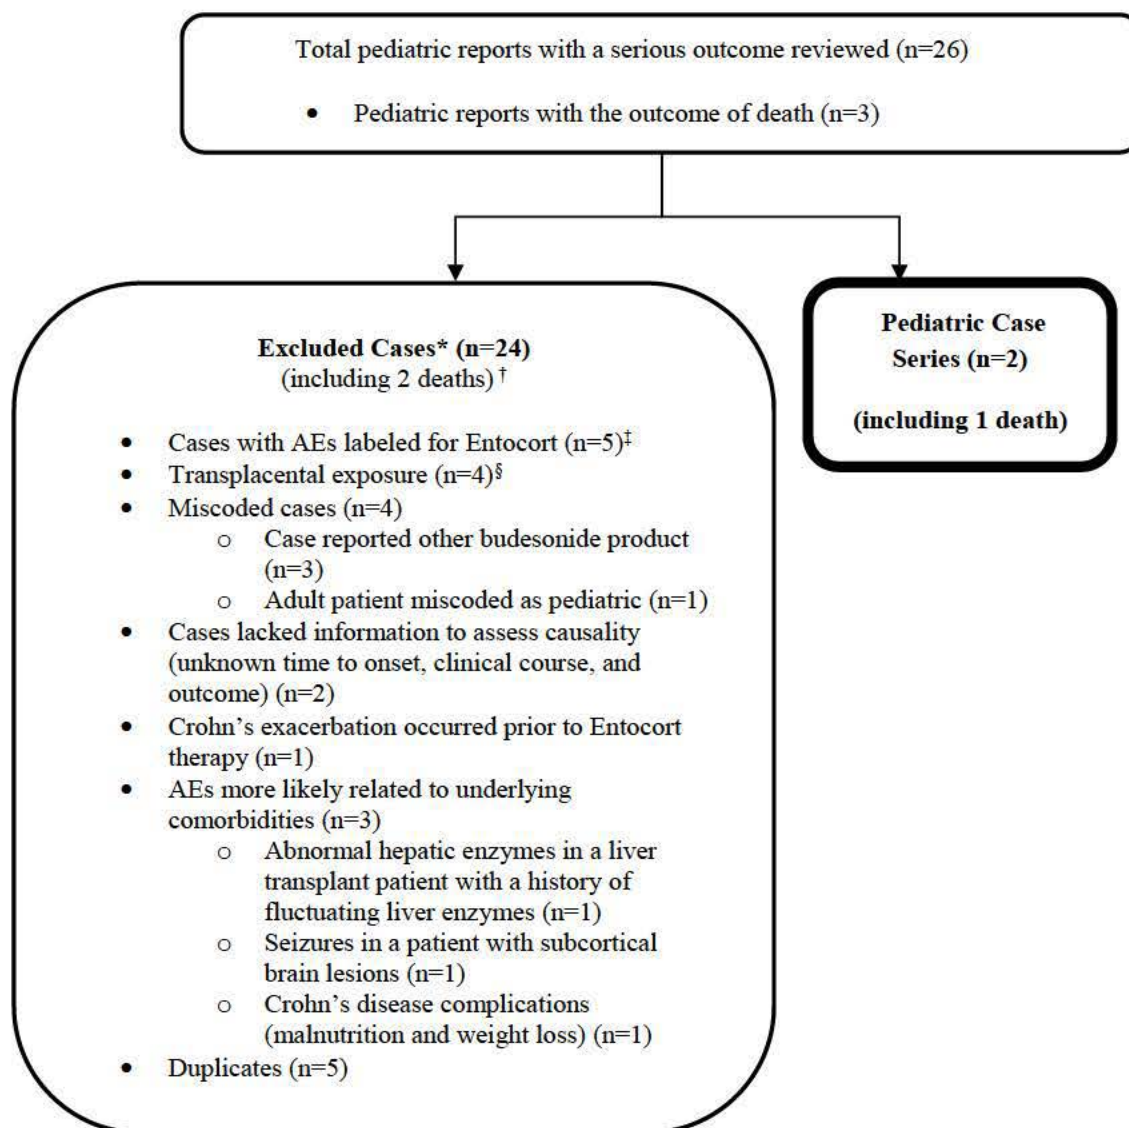 Total pediatric reports with a serious outcome reviewed (n=26)
• Pediatric reports with the outcome of death (n=3)
Excluded Cases* (n=24)
(including 2 deaths) †
• Cases with AEs labeled for Entocort (n=5)‡
• Transplacental exposure (n=4)§
• Miscoded cases (n=4)
o Case reported other budesonide product
(n=3)
o Adult patient miscoded as pediatric (n=1)
• Cases lacked information to assess causality
(unknown time to onset, clinical course, and
outcome) (n=2)
• Crohn’s exacerbation occurred prior to Entocort
therapy (n=1)
• AEs more likely related to underlying
comorbidities (n=3)
o Abnormal hepatic enzymes in a liver
transplant patient with a history of
fluctuating liver enzymes (n=1)
o Seizures in a patient with subcortical
brain lesions (n=1)
o Crohn’s disease complications
(malnutrition and weight loss) (n=1)
• Duplicates (n=5)
Pediatric Case
Series (n=2)
(including 1 death)